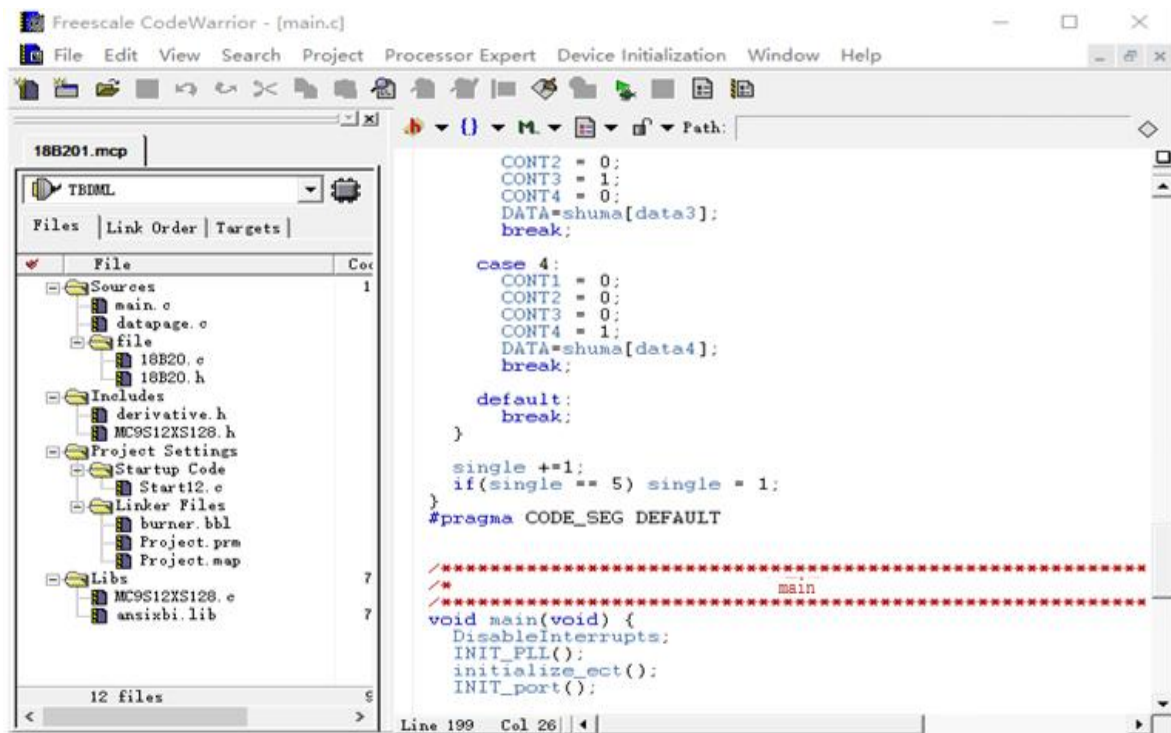 Freescale CodeWarrior - [main.c]
File Edit View Search Project Processor Expert Device Initialization Window Help
18B201.mcp
TBDML
Files Link Order Targets
File
Sources 1
main.c
datapage.c
file
18B20.c
18B20.h
Includes
derivative.h
MC9S12XS128.h
Project Settings
Startup Code
Start12.c
Linker Files
burner.bbl
Project.prm
Project.map
Libs 7
MC9S12XS128.c
ansixbi.lib 7
12 files
Path:
CONT2 = 0;
CONT3 = 1;
CONT4 = 0;
DATA=shuma[data3];
break;
case 4:
CONT1 = 0;
CONT2 = 0;
CONT3 = 0;
CONT4 = 1;
DATA=shuma[data4];
break;
default:
break;
}
single +=1;
if(single == 5) single = 1;
}
#pragma CODE_SEG DEFAULT
/***********************************************************
/* main
/***********************************************************
void main(void) {
DisableInterrupts;
INIT_PLL();
initialize_ect();
INIT_port();
Line 199 Col 26